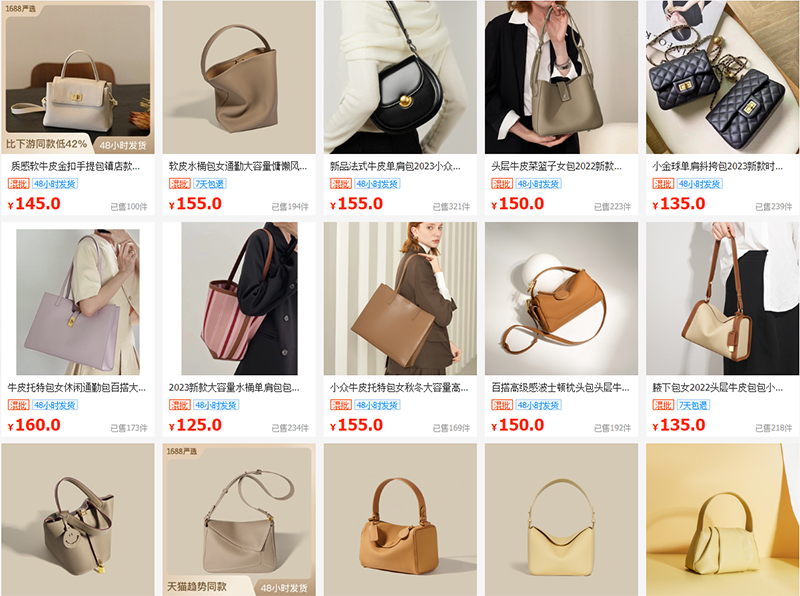 1688严选
比下游同款低42%
48小时发货
质感软牛皮金扣手提包镇店款...
混批 48小时发货
¥145.0
已售100件
软皮水桶包女通勤大容量慵懒风...
混批 7天包退
¥155.0
已售194件
新品法式牛皮单肩包2023小众...
混批 48小时发货
¥155.0
已售321件
头层牛皮菜篮子女包2022新款...
混批 48小时发货
¥150.0
已售223件
小金球单肩斜挎包2023新款时...
混批 48小时发货
¥135.0
已售239件
牛皮托特包女休闲通勤包百搭大...
混批 48小时发货
¥160.0
已售173件
2023新款大容量水桶单肩包包...
混批 48小时发货
¥125.0
已售234件
小众牛皮托特包女秋冬大容量高...
混批 48小时发货
¥155.0
已售169件
百搭高级感波士顿枕头包头层牛...
混批 48小时发货
¥150.0
已售192件
腋下包女2022头层牛皮包包小...
混批 7天包退
¥135.0
已售218件
1688严选
天猫趋势同款
48小时发货